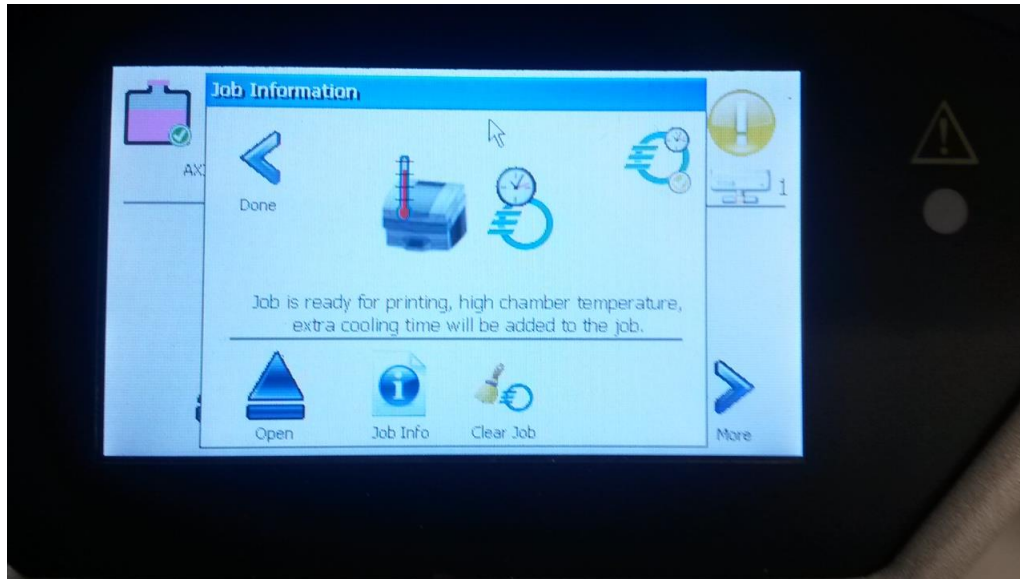 Job Information
AX
Done
1
Job is ready for printing, high chamber temperature,
extra cooling time will be added to the job.
Open
Job Info
Clear Job
More